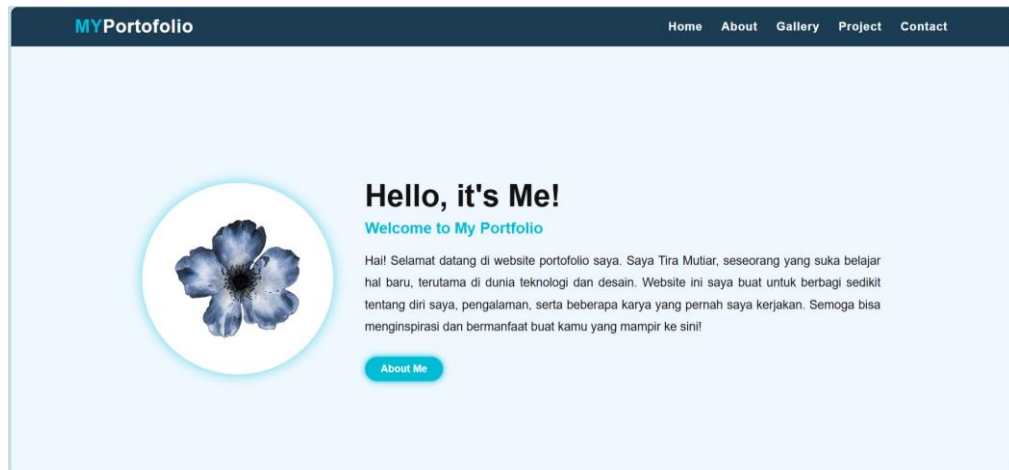 MYPortofolio
Home About Gallery Project Contact
Hello, it's Me!
Welcome to My Portfolio
Hai! Selamat datang di website portofolio saya. Saya Tira Mutiar, seseorang yang suka belajar
hal baru, terutama di dunia teknologi dan desain. Website ini saya buat untuk berbagi sedikit
tentang diri saya, pengalaman, serta beberapa karya yang pernah saya kerjakan. Semoga bisa
menginspirasi dan bermanfaat buat kamu yang mampir ke sini!
About Me